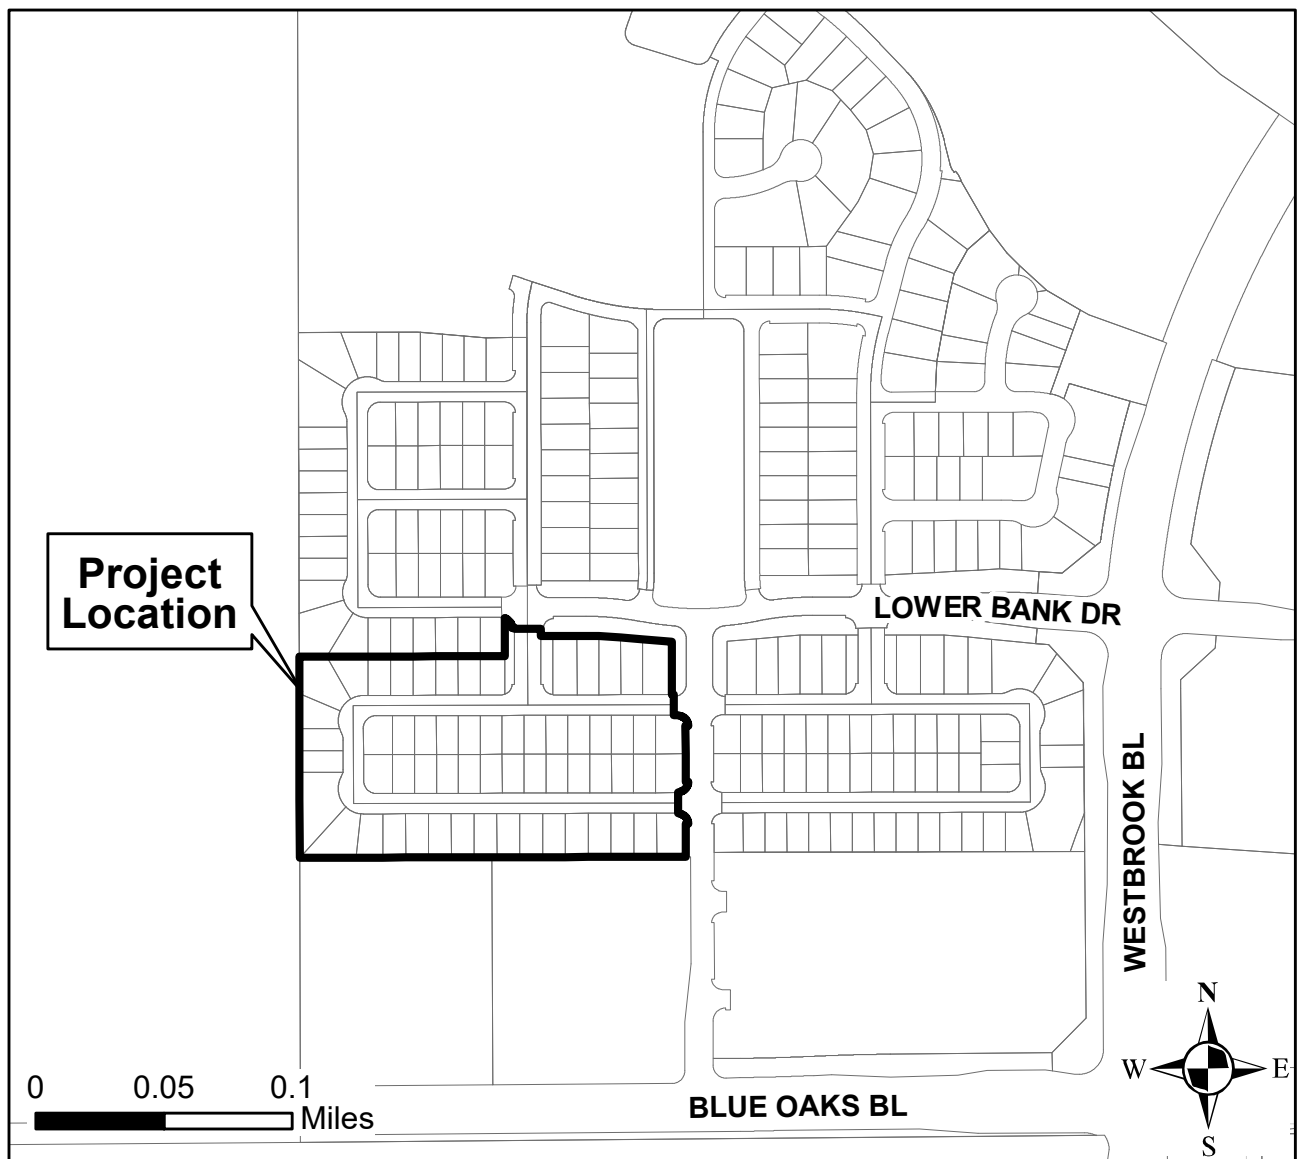 Project
Location
LOWER BANK DR
WESTBROOK BL
BLUE OAKS BL
0 0.05 0.1
Miles
N
W E
S